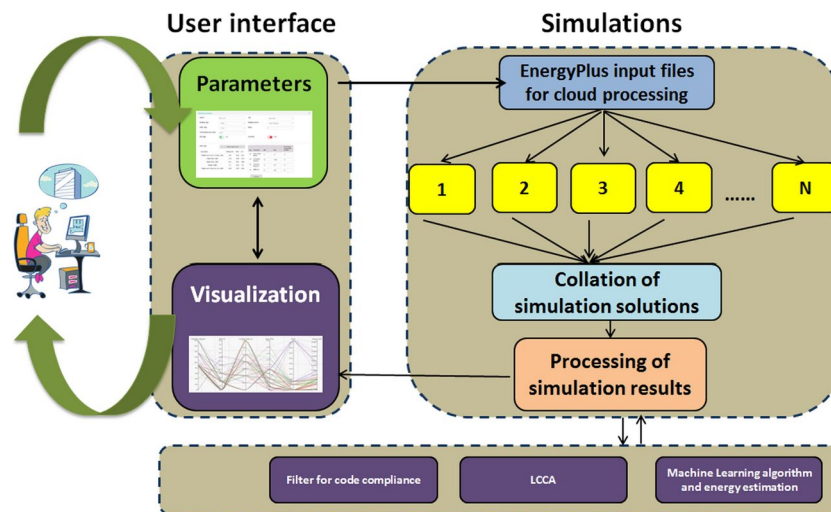 User interface
Simulations
Parameters
EnergyPlus input files
for cloud processing
1
2
3
4
......
N
Visualization
Collation of
simulation solutions
Processing of
simulation results
Filter for code compliance
LCCA
Machine Learning algorithm
and energy estimation